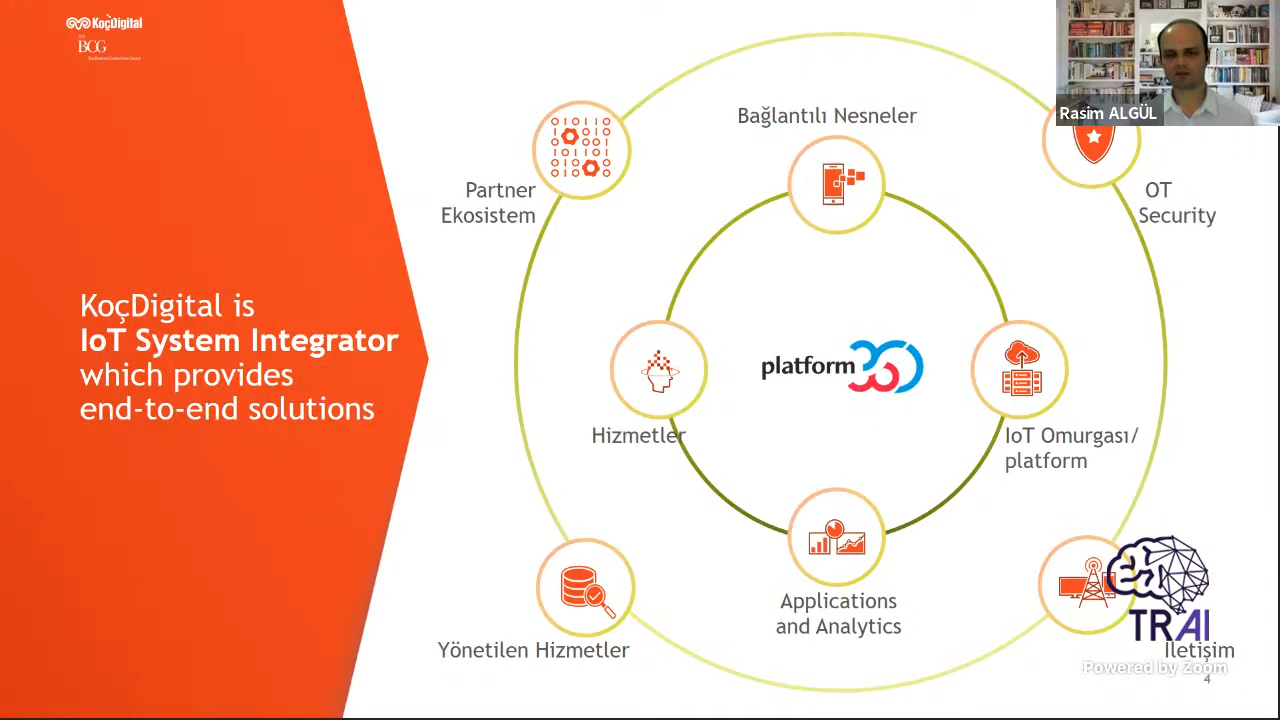 KoçDigital
BCG
KoçDigital is
IoT System Integrator
which provides
end-to-end solutions
Partner
Ekosistem
Bağlantılı Nesneler
Rasim ALGÜL
OT
Security
Hizmetler
platform 360
IoT Omurgası/
platform
Applications
and Analytics
Yönetilen Hizmetler
TRAI
İletişim
Powered by Zoom
4